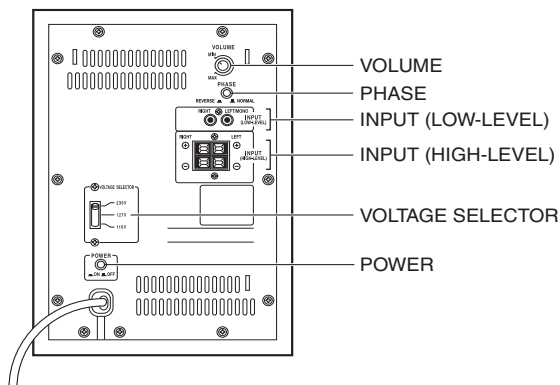 VOLUME
MIN
MAX
PHASE
REVERSE NORMAL
RIGHT LEFT/MONO
INPUT
(LOW-LEVEL)
RIGHT LEFT
+ +
INPUT
(HIGH-LEVEL)
− −
VOLTAGE SELECTOR
230V
127V
110V
POWER
ON OFF
VOLUME
PHASE
INPUT (LOW-LEVEL)
INPUT (HIGH-LEVEL)
VOLTAGE SELECTOR
POWER